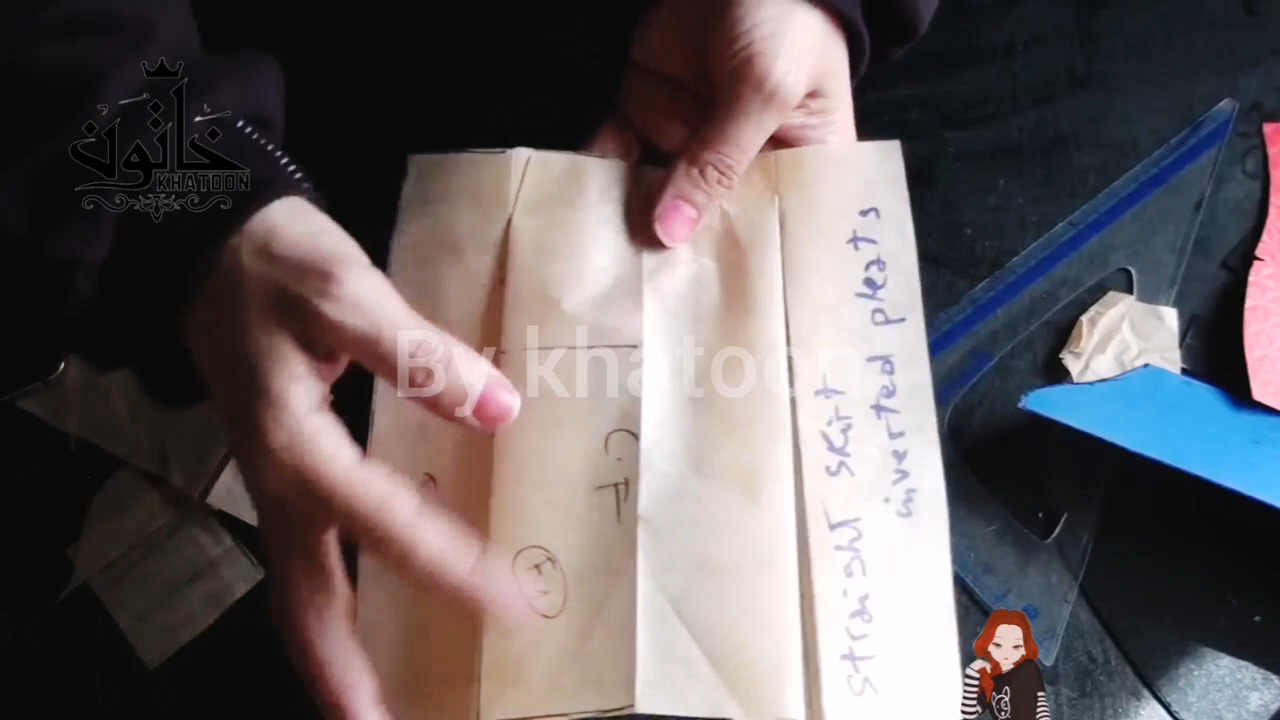 خاتون
KHATOON
By khatoon
straight skirt
inverted pleats
C.F